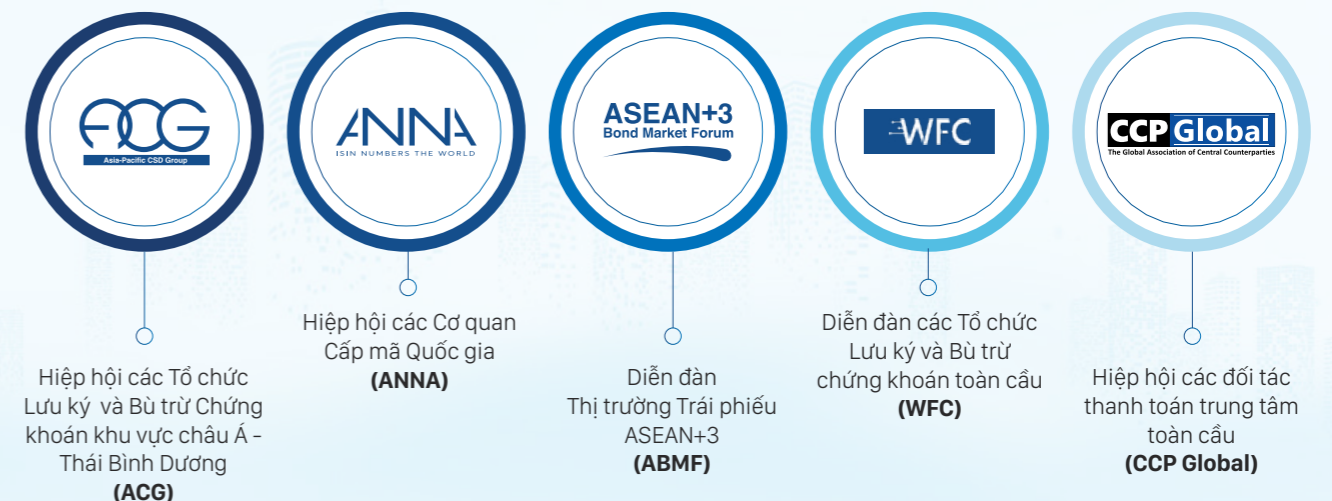 ACG
Asia-Pacific CSD Group
ANNA
ISIN NUMBERS THE WORLD
ASEAN+3
Bond Market Forum
WFC
CCP Global
The Global Association of Central Counterparties
Hiệp hội các Tổ chức
Lưu ký và Bù trừ Chứng
khoán khu vực châu Á -
Thái Bình Dương
(ACG)
Hiệp hội các Cơ quan
Cấp mã Quốc gia
(ANNA)
Diễn đàn
Thị trường Trái phiếu
ASEAN+3
(ABMF)
Diễn đàn các Tổ chức
Lưu ký và Bù trừ
chứng khoán toàn cầu
(WFC)
Hiệp hội các đối tác
thanh toán trung tâm
toàn cầu
(CCP Global)